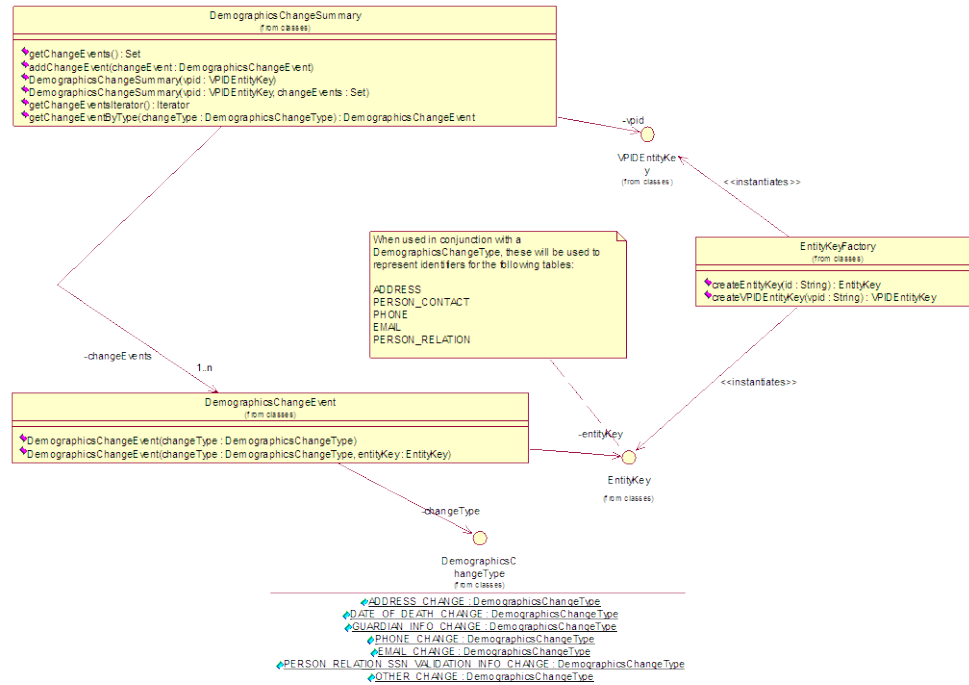 DemographicsChangeSummary
(from classes)
getChangeEvents() : Set
addChangeEvent(changeEvent : DemographicsChangeEvent)
DemographicsChangeSummary(vpid : VPIDEntityKey)
DemographicsChangeSummary(vpid : VPIDEntityKey, changeEvents : Set)
getChangeEventsIterator() : Iterator
getChangeEventByType(changeType : DemographicsChangeType) : DemographicsChangeEvent
-vpid
VPIDEntityKe
y
(from classes)
<<instantiates>>
When used in conjunction with a
DemographicsChangeType, these will be used to
represent identifiers for the following tables:
ADDRESS
PERSON_CONTACT
PHONE
EMAIL
PERSON_RELATION
EntityKeyFactory
(from classes)
createEntityKey(id : String) : EntityKey
createVPIDEntityKey(vpid : String) : VPIDEntityKey
-changeEvents
1..n
<<instantiates>>
DemographicsChangeEvent
(from classes)
DemographicsChangeEvent(changeType : DemographicsChangeType)
DemographicsChangeEvent(changeType : DemographicsChangeType, entityKey : EntityKey)
-entityKey
EntityKey
(from classes)
-changeType
DemographicsC
hangeType
(from classes)
ADDRESS_CHANGE : DemographicsChangeType
DATE_OF_DEATH_CHANGE : DemographicsChangeType
GUARDIAN_INFO_CHANGE : DemographicsChangeType
PHONE_CHANGE : DemographicsChangeType
EMAIL_CHANGE : DemographicsChangeType
PERSON_RELATION_SSN_VALIDATION_INFO_CHANGE : DemographicsChangeType
OTHER_CHANGE : DemographicsChangeType